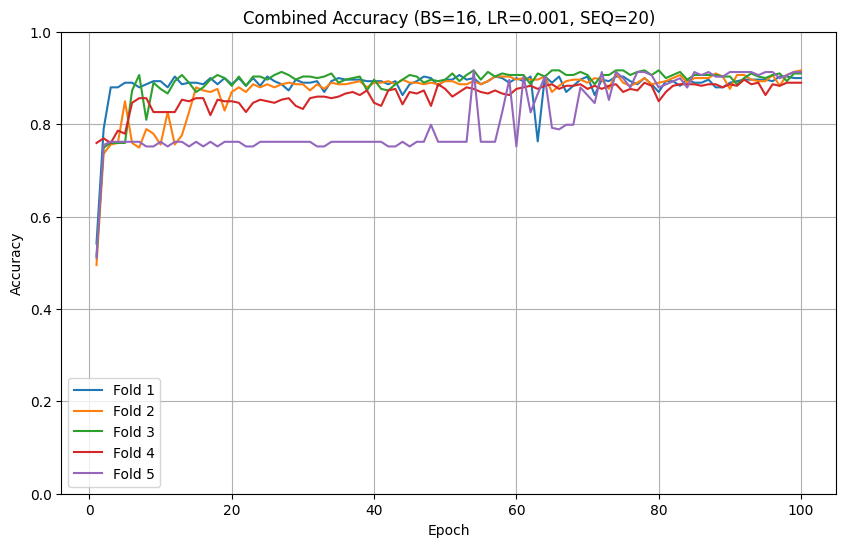 Combined Accuracy (BS=16, LR=0.001, SEQ=20)
1.0
0.8
0.6
0.4
0.2
0.0
Accuracy
Fold 1
Fold 2
Fold 3
Fold 4
Fold 5
0 20 40 60 80 100
Epoch